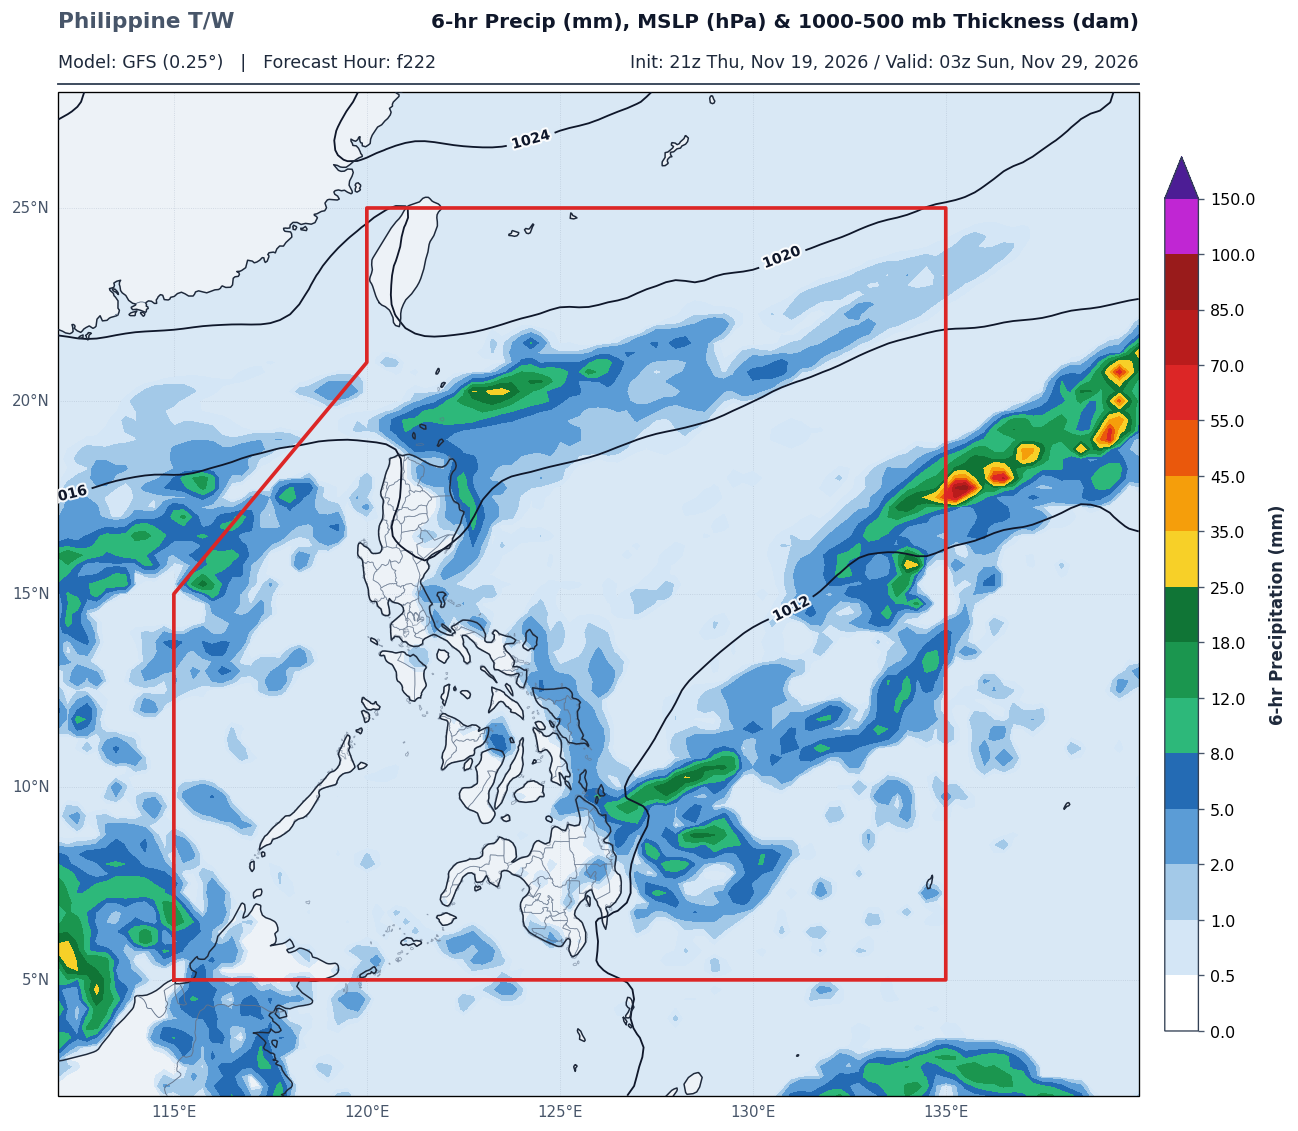 Philippine T/W
6-hr Precip (mm), MSLP (hPa) & 1000-500 mb Thickness (dam)
Model: GFS (0.25°) | Forecast Hour: f222
Init: 21z Thu, Nov 19, 2026 / Valid: 03z Sun, Nov 29, 2026
1024
1020
016
1012
25°N
20°N
15°N
10°N
5°N
115°E
120°E
125°E
130°E
135°E
150.0
100.0
85.0
70.0
55.0
45.0
35.0
25.0
18.0
12.0
8.0
5.0
2.0
1.0
0.5
0.0
6-hr Precipitation (mm)